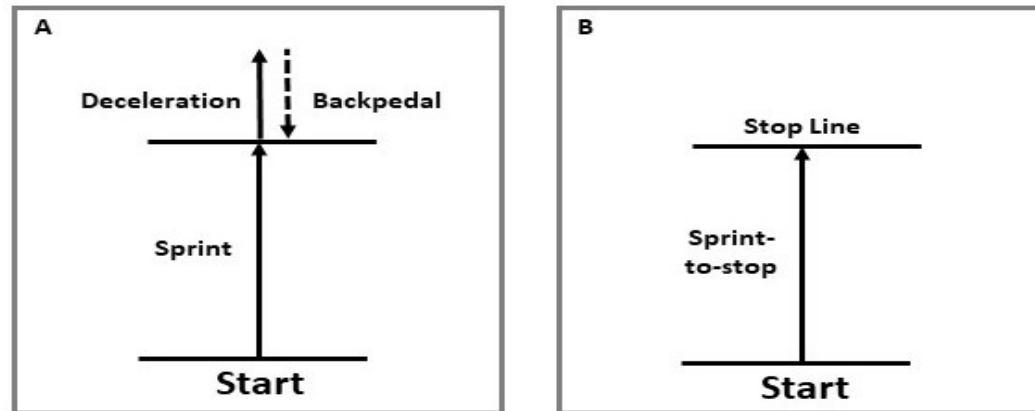 A
Deceleration
Backpedal
Sprint
Start
B
Stop Line
Sprint-
to-stop
Start